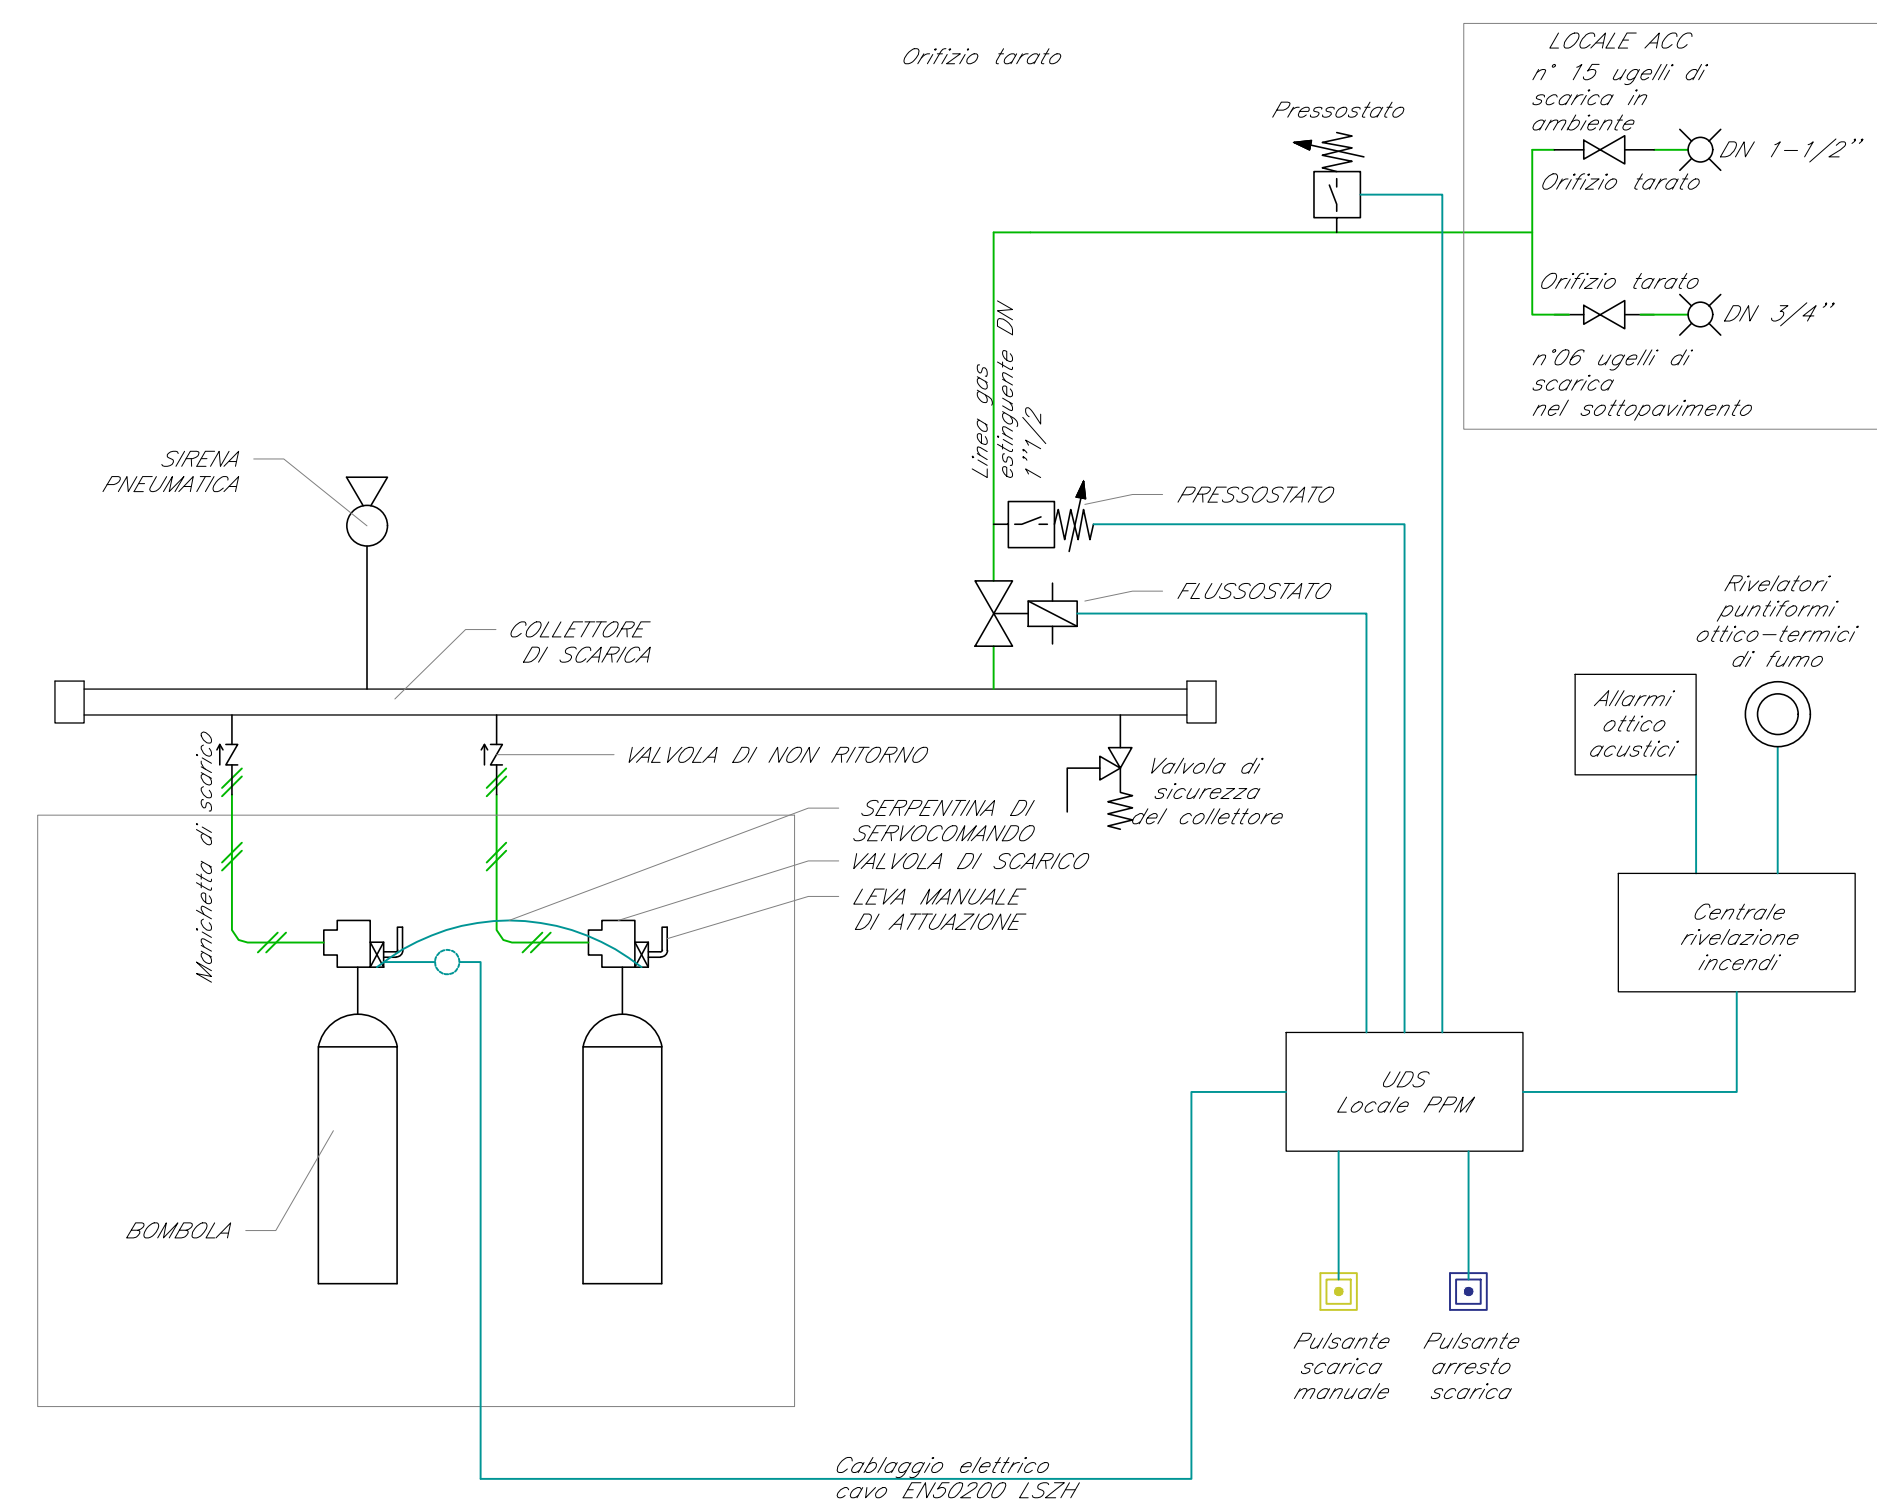 Orifizio tarato
LOCALE ACC
n° 15 ugelli di
scarica in
ambiente
Pressostato
DN 1-1/2’’
Orifizio tarato
Orifizio tarato
DN 3/4’’
n°06 ugelli di
scarica
nel sottopavimento
Linea gas
estinguente DN
1’’1/2
SIRENA
PNEUMATICA
PRESSOSTATO
FLUSSOSTATO
COLLETTORE
DI SCARICA
Rivelatori
puntiformi
ottico-termici
di fumo
Allarmi
ottico
acustici
Manichetta di scarico
VALVOLA DI NON RITORNO
Valvola di
sicurezza
del collettore
SERPENTINA DI
SERVOCOMANDO
VALVOLA DI SCARICO
LEVA MANUALE
DI ATTUAZIONE
Centrale
rivelazione
incendi
UDS
Locale PPM
BOMBOLA
Pulsante
scarica
manuale
Pulsante
arresto
scarica
Cablaggio elettrico
cavo EN50200 LSZH